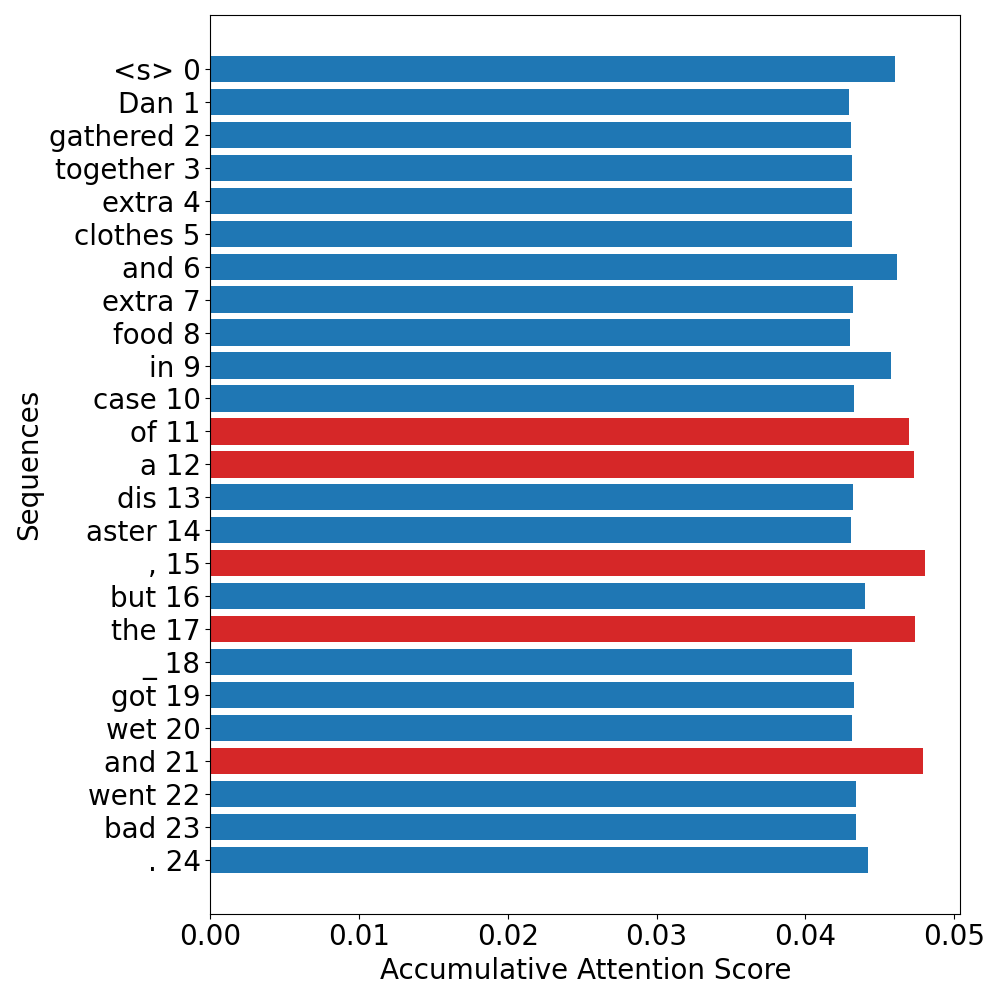 <s> 0
Dan 1
gathered 2
together 3
extra 4
clothes 5
and 6
extra 7
food 8
in 9
case 10
of 11
a 12
dis 13
aster 14
, 15
but 16
the 17
_ 18
got 19
wet 20
and 21
went 22
bad 23
. 24
Sequences
0.00 0.01 0.02 0.03 0.04 0.05
Accumulative Attention Score